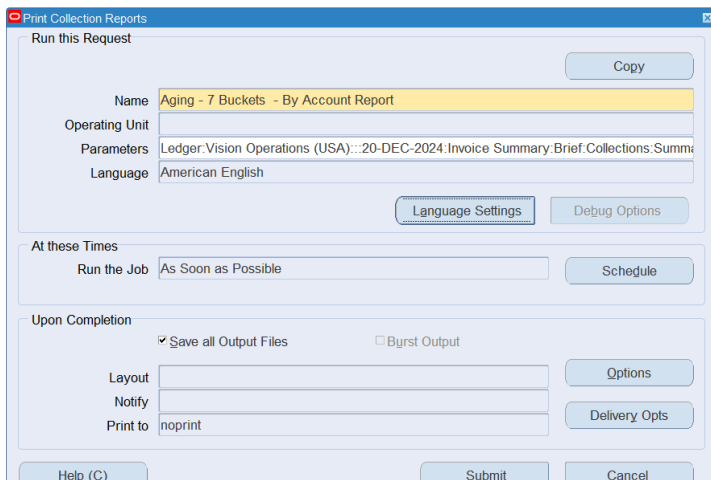 Print Collection Reports
Run this Request
Copy
Name Aging - 7 Buckets - By Account Report
Operating Unit
Parameters Ledger:Vision Operations (USA):::20-DEC-2024:Invoice Summary:Brief:Collections:Summa
Language American English
Language Settings Debug Options
At these Times
Run the Job As Soon as Possible Schedule
Upon Completion
Save all Output Files Burst Output
Layout Options
Notify
Print to noprint Delivery Opts
Help (C) Submit Cancel